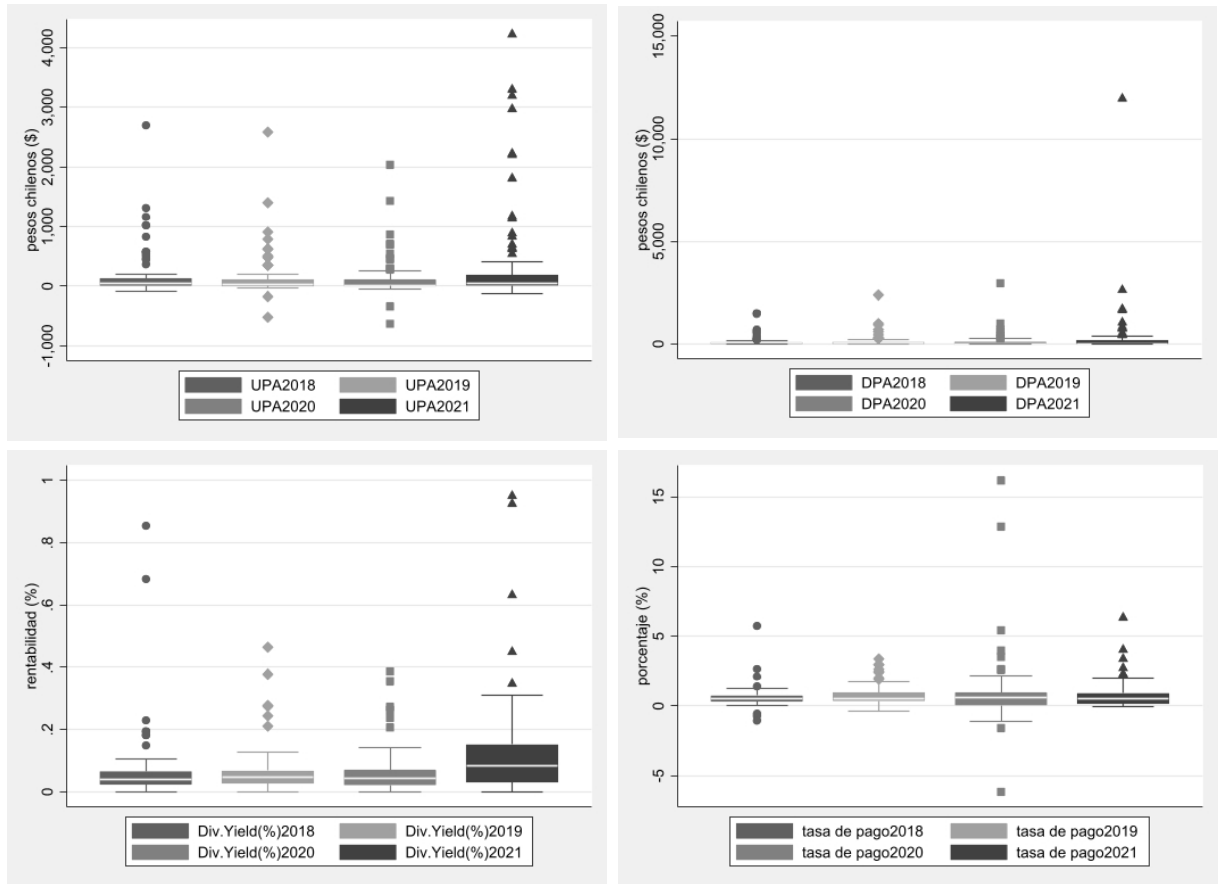 pesos chilenos ($)
4,000
3,000
2,000
1,000
0
-1,000
UPA2018 UPA2019
UPA2020 UPA2021
pesos chilenos ($)
15,000
10,000
5,000
0
DPA2018 DPA2019
DPA2020 DPA2021
rentabilidad (%)
1
.8
.6
.4
.2
0
Div.Yield(%)2018 Div.Yield(%)2019
Div.Yield(%)2020 Div.Yield(%)2021
porcentaje (%)
15
10
5
0
-5
tasa de pago2018 tasa de pago2019
tasa de pago2020 tasa de pago2021